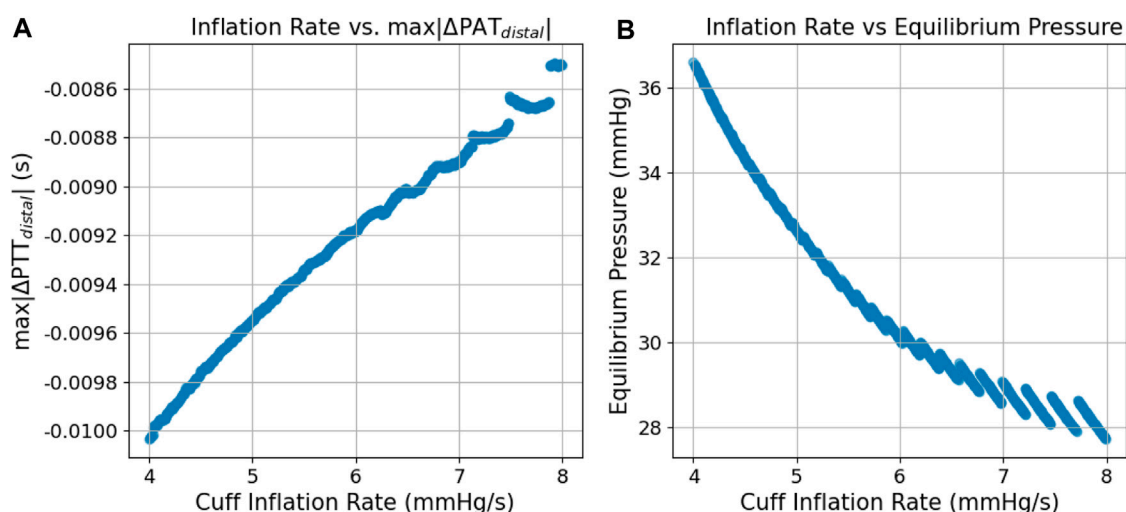 A
Inflation Rate vs. max|ΔPAT_distal|
max|ΔPTT_distal| (s)
-0.0086
-0.0088
-0.0090
-0.0092
-0.0094
-0.0096
-0.0098
-0.0100
4 5 6 7 8
Cuff Inflation Rate (mmHg/s)
B
Inflation Rate vs Equilibrium Pressure
Equilibrium Pressure (mmHg)
36
34
32
30
28
4 5 6 7 8
Cuff Inflation Rate (mmHg/s)